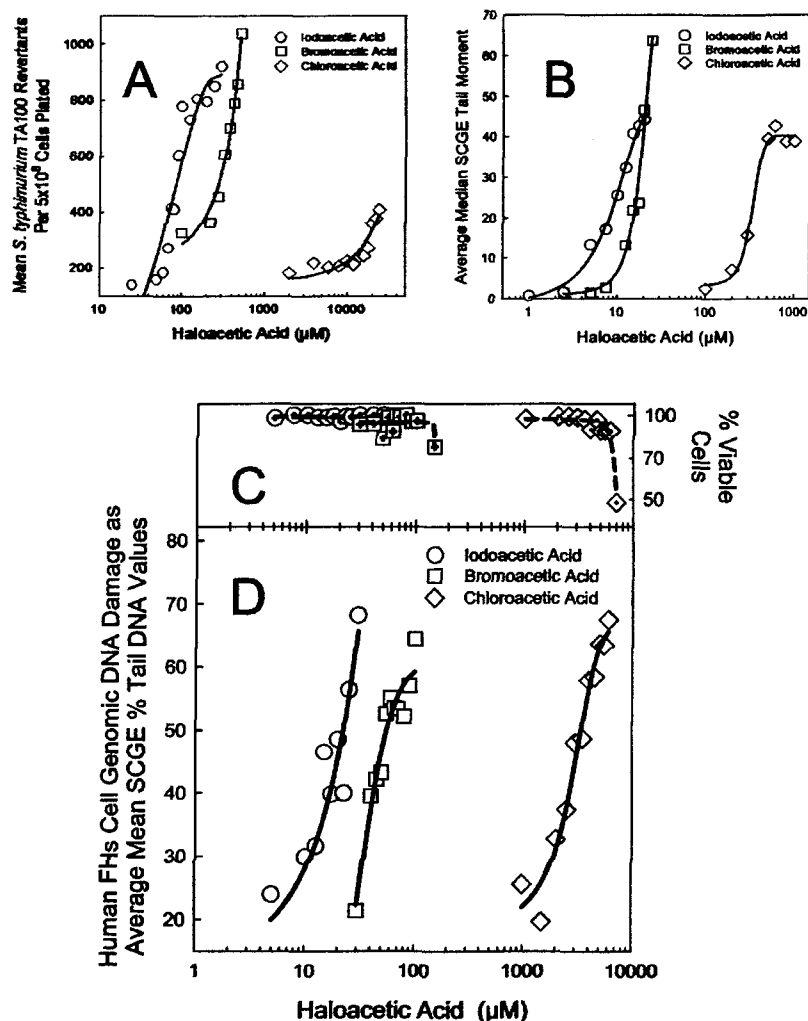 A
Mean S. typhimurium TA100 Revertants
Per 5x10⁸ Cells Plated
1000
800
600
400
200
Iodoacetic Acid
Bromoacetic Acid
Chloroacetic Acid
10 100 1000 10000
Haloacetic Acid (µM)
B
Average Median SCGE Tail Moment
70
60
50
40
30
20
10
0
Iodoacetic Acid
Bromoacetic Acid
Chloroacetic Acid
1 10 100 1000
Haloacetic Acid (µM)
C
100
70
50
% Viable
Cells
D
Human FHs Cell Genomic DNA Damage as
Average Mean SCGE % Tail DNA Values
80
70
60
50
40
30
20
Iodoacetic Acid
Bromoacetic Acid
Chloroacetic Acid
1 10 100 1000 10000
Haloacetic Acid (µM)